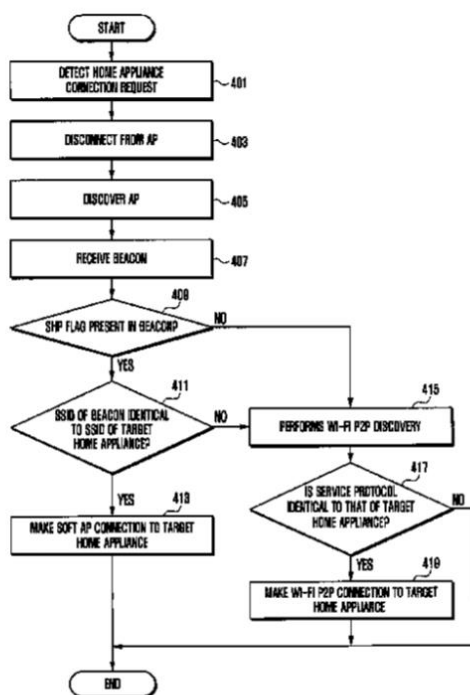 START
DETECT HOME APPLIANCE
CONNECTION REQUEST
401
DISCONNECT FROM AP
403
DISCOVER AP
405
RECEIVE BEACON
407
409
SHP FLAG PRESENT IN BEACON?
NO
YES
411
SSID OF BEACON IDENTICAL
TO SSID OF TARGET
HOME APPLIANCE?
NO
415
PERFORMS WI-FI P2P DISCOVERY
417
IS SERVICE PROTOCOL
IDENTICAL TO THAT OF TARGET
HOME APPLIANCE?
NO
YES
413
MAKE SOFT AP CONNECTION TO TARGET
HOME APPLIANCE
YES
419
MAKE WI-FI P2P CONNECTION TO TARGET
HOME APPLIANCE
END